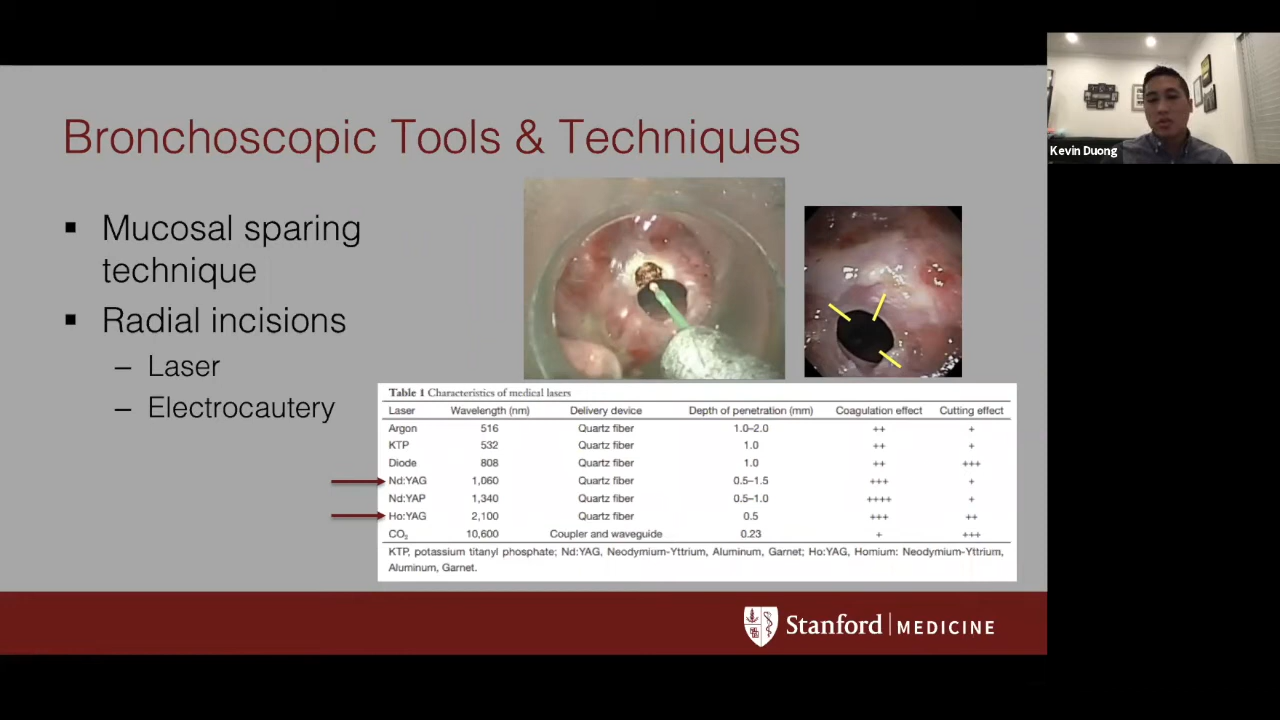 Bronchoscopic Tools & Techniques
▪ Mucosal sparing
technique
▪ Radial incisions
– Laser
– Electrocautery
Table 1 Characteristics of medical lasers
Laser Wavelength (nm) Delivery device Depth of penetration (mm) Coagulation effect Cutting effect
Argon 516 Quartz fiber 1.0–2.0 ++ +
KTP 532 Quartz fiber 1.0 ++ +
Diode 808 Quartz fiber 1.0 ++ +++
Nd:YAG 1,060 Quartz fiber 0.5–1.5 +++ +
Nd:YAP 1,340 Quartz fiber 0.5–1.0 ++++ +
Ho:YAG 2,100 Quartz fiber 0.5 +++ ++
CO₂ 10,600 Coupler and waveguide 0.23 + +++
KTP, potassium titanyl phosphate; Nd:YAG, Neodymium-Yttrium, Aluminum, Garnet; Ho:YAG, Homium: Neodymium-Yttrium,
Aluminum, Garnet.
Stanford MEDICINE
Kevin Duong